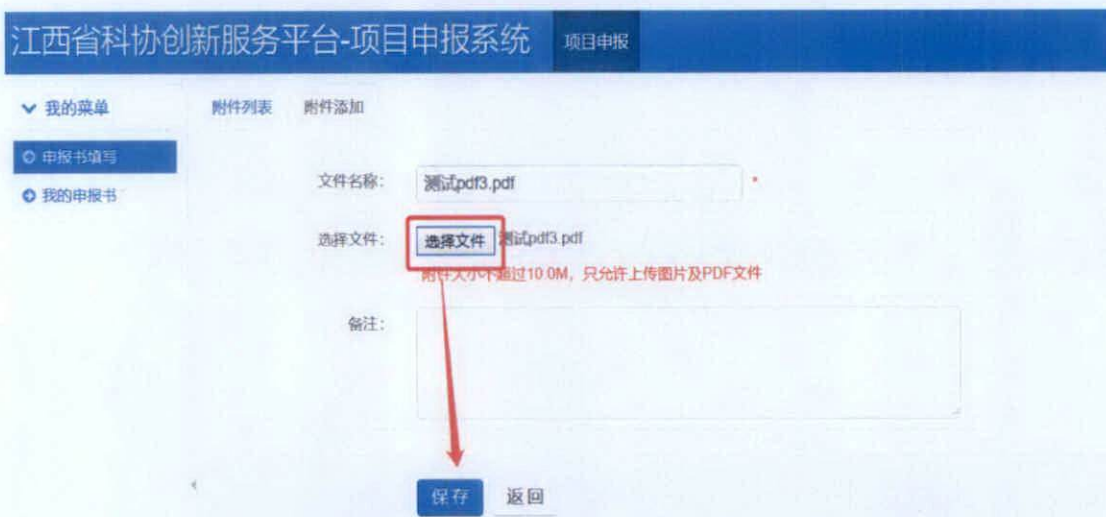 江西省科协创新服务平台-项目申报系统 项目申报
我的菜单 附件列表 附件添加
申报书填写
我的申报书
文件名称： 测试pdf3.pdf *
选择文件： 选择文件 测试pdf3.pdf
附件大小不超过10.0M，只允许上传图片及PDF文件
备注：
保存 返回